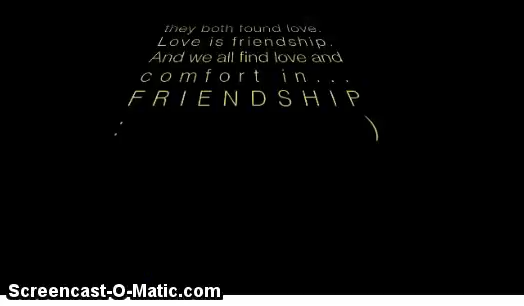 they both found love.
Love is friendship.
And we all find love and
comfort in...
FRIENDSHIP
: )
Screencast-O-Matic.com